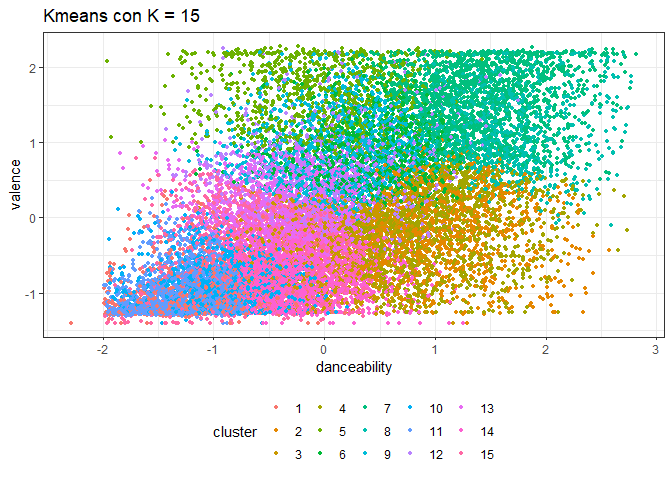 Kmeans con K = 15
valence
2
1
0
-1
-2 -1 0 1 2 3
danceability
cluster
1 4 7 10 13
2 5 8 11 14
3 6 9 12 15